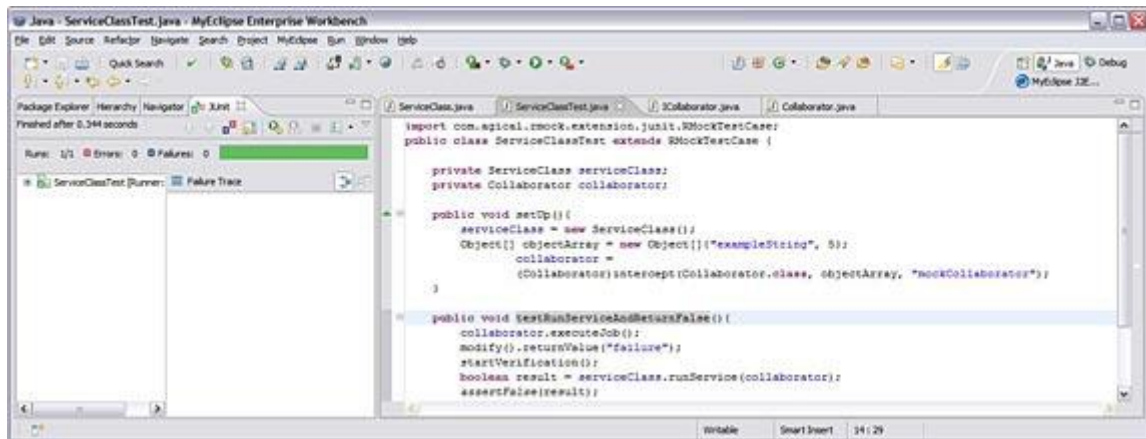 Java - ServiceClassTest.java - MyEclipse Enterprise Workbench
File Edit Source Refactor Navigate Search Project MyEclipse Run Window Help
Quick Search
Java Debug
MyEclipse J2E...
Package Explorer Hierarchy Navigator JUnit
ServiceClass.java ServiceClassTest.java ICollaborator.java Collaborator.java
Finished after 0.344 seconds
Runs: 1/1 Errors: 0 Failures: 0
ServiceClassTest [Runner: Failure Trace
import com.agical.rmock.extension.junit.RMockTestCase;
public class ServiceClassTest extends RMockTestCase {
private ServiceClass serviceClass;
private Collaborator collaborator;
public void setUp(){
serviceClass = new ServiceClass();
Object[] objectArray = new Object[]{"exampleString", 5};
collaborator =
(Collaborator)intercept(Collaborator.class, objectArray, "mockCollaborator");
}
public void testRunServiceAndReturnFalse(){
collaborator.executeJob();
modify().returnValue("failure");
startVerification();
boolean result = serviceClass.runService(collaborator);
assertFalse(result);
Writable Smart Insert 14 : 29